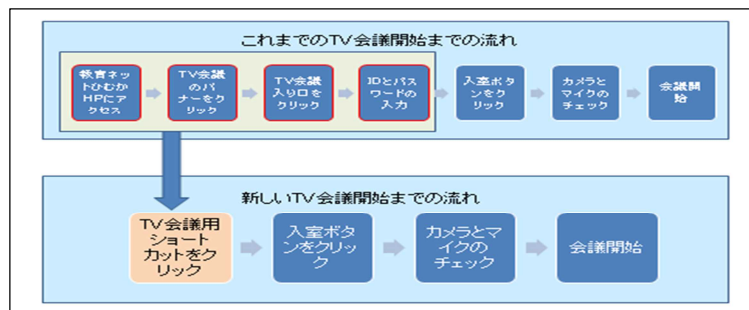 これまでのTV会議開始までの流れ
教育ネッ
トひむか
HPにア
クセス
TV会議
のバ
ナーをク
リック
TV会議
入り口を
クリック
IDとパス
ワードの
入力
入室ボタ
ンをク
リック
カメラと
マイクの
チェック
会議開
始
新しいTV会議開始までの流れ
TV会議用
ショート
カットをク
リック
入室ボタ
ンをクリッ
ク
カメラとマ
イクの
チェック
会議開始